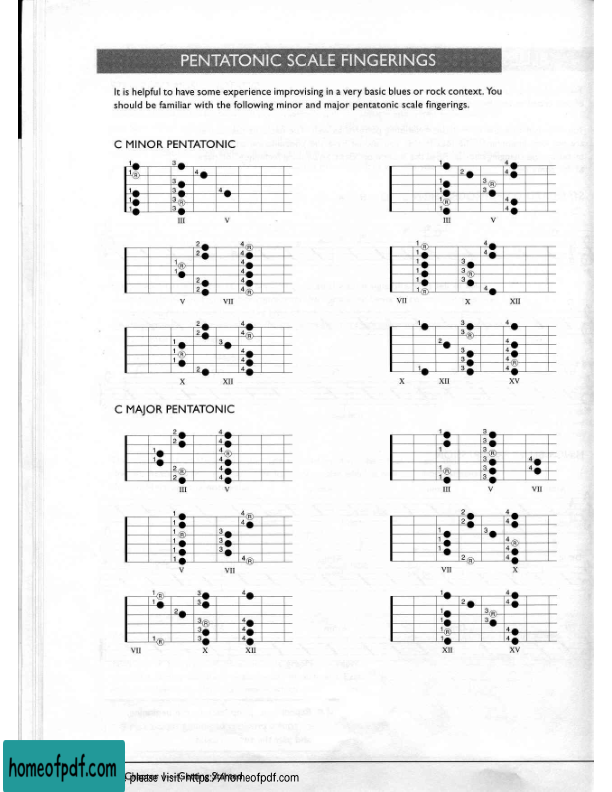 PENTATONIC SCALE FINGERINGS
It is helpful to have some experience improvising in a very basic blues or rock context. You
should be familiar with the following minor and major pentatonic scale fingerings.
C MINOR PENTATONIC
III V
III V
V VII
VII X XII
X XII
X XII XV
C MAJOR PENTATONIC
III V
III V VII
V VII
VII X
VII X XII
XII XV
homeofpdf.com
please visit: https://homeofpdf.com